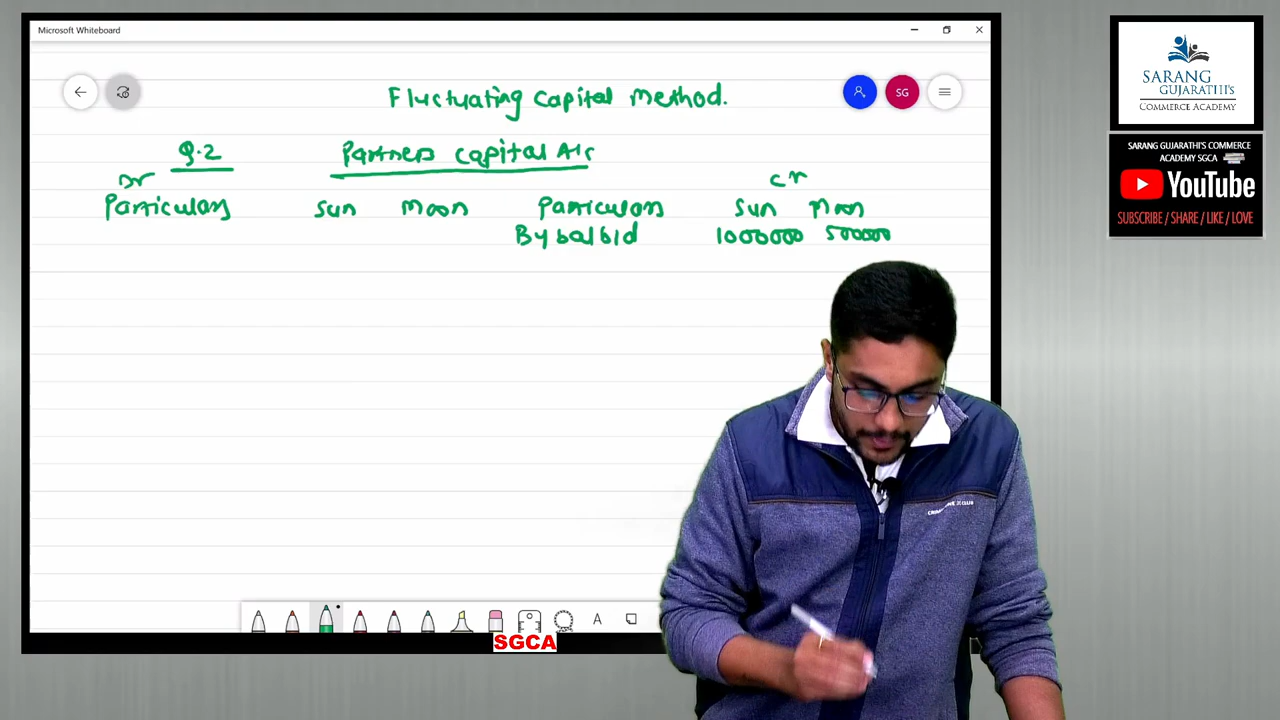 Microsoft Whiteboard
Fluctuating Capital Method.
SG
Q.2 Partners Capital A/c
Dr Cr
Particulars Sun Moon Particulars Sun Moon
By bal b/d 1000000 500000
SGCA
A
SARANG
GUJARATHI'S
COMMERCE ACADEMY
SARANG GUJARATHI'S COMMERCE
ACADEMY SGCA
YouTube
SUBSCRIBE / SHARE / LIKE / LOVE